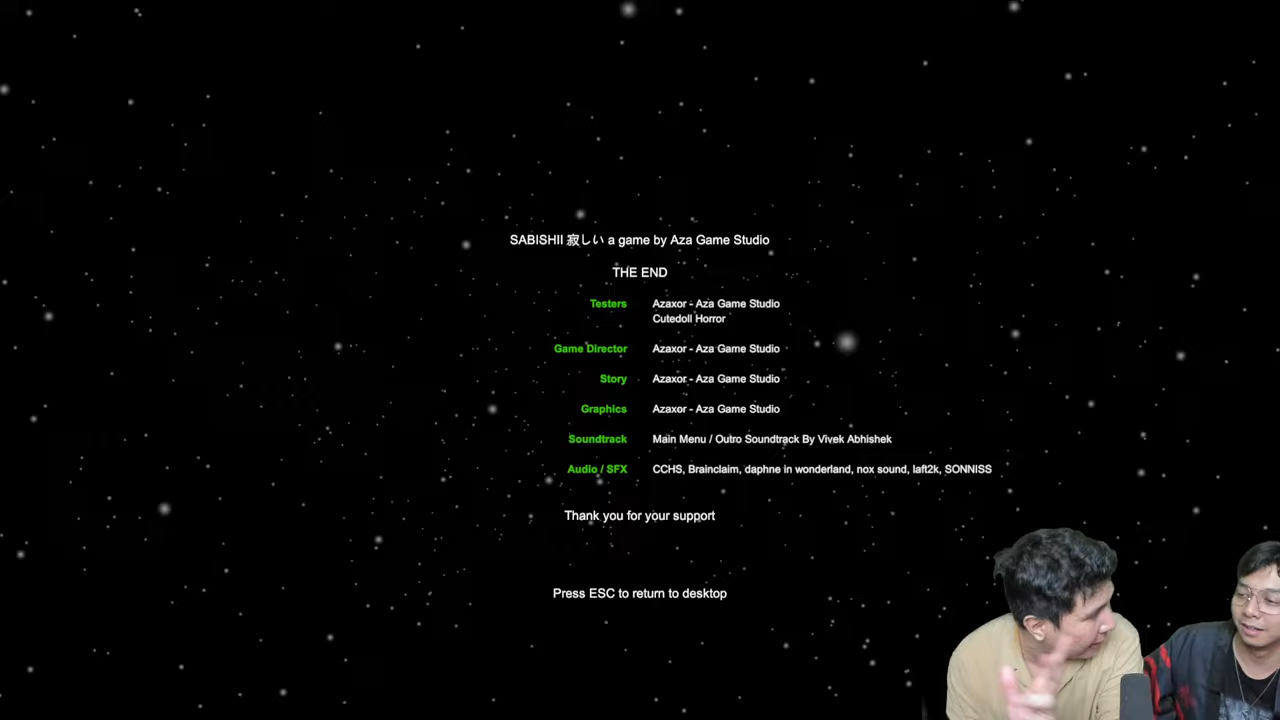 SABISHII 寂しい a game by Aza Game Studio
THE END
Testers Azaxor - Aza Game Studio
Cutedoll Horror
Game Director Azaxor - Aza Game Studio
Story Azaxor - Aza Game Studio
Graphics Azaxor - Aza Game Studio
Soundtrack Main Menu / Outro Soundtrack By Vivek Abhishek
Audio / SFX CCHS, Brainclaim, daphne in wonderland, nox sound, laft2k, SONNISS
Thank you for your support
Press ESC to return to desktop